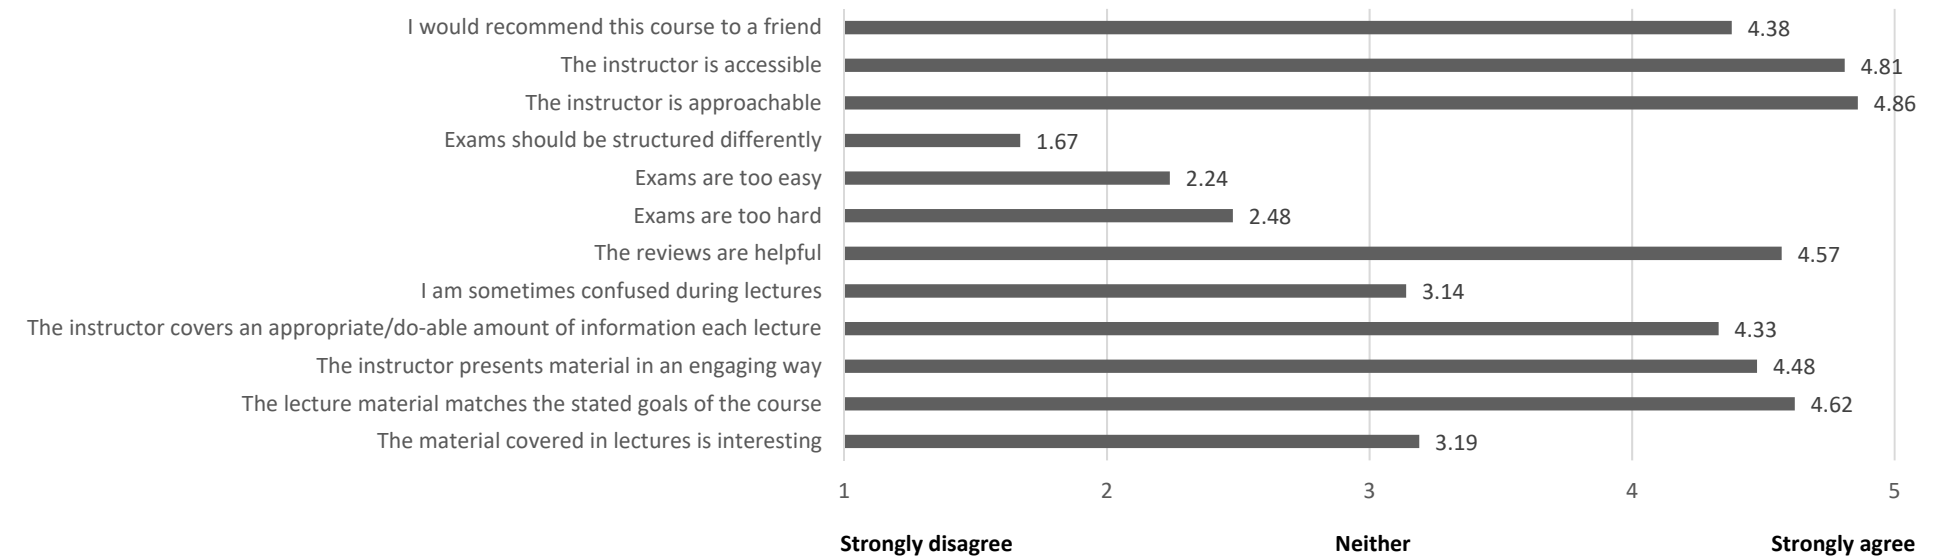 I would recommend this course to a friend 4.38
The instructor is accessible 4.81
The instructor is approachable 4.86
Exams should be structured differently 1.67
Exams are too easy 2.24
Exams are too hard 2.48
The reviews are helpful 4.57
I am sometimes confused during lectures 3.14
The instructor covers an appropriate/do-able amount of information each lecture 4.33
The instructor presents material in an engaging way 4.48
The lecture material matches the stated goals of the course 4.62
The material covered in lectures is interesting 3.19
1 2 3 4 5
Strongly disagree Neither Strongly agree